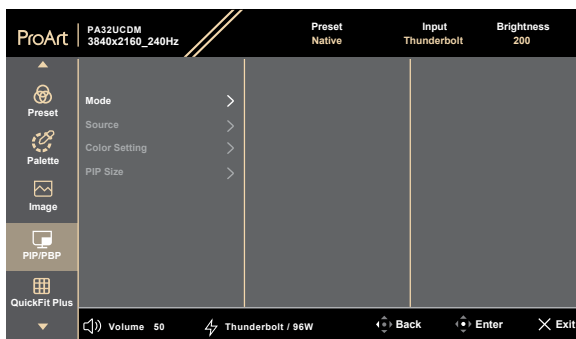 ProArt
PA32UCDM
3840x2160_240Hz
Preset
Native
Input
Thunderbolt
Brightness
200
Preset
Palette
Image
PIP/PBP
QuickFit Plus
Mode
Source
Color Setting
PIP Size
Volume 50
Thunderbolt / 96W
Back
Enter
Exit